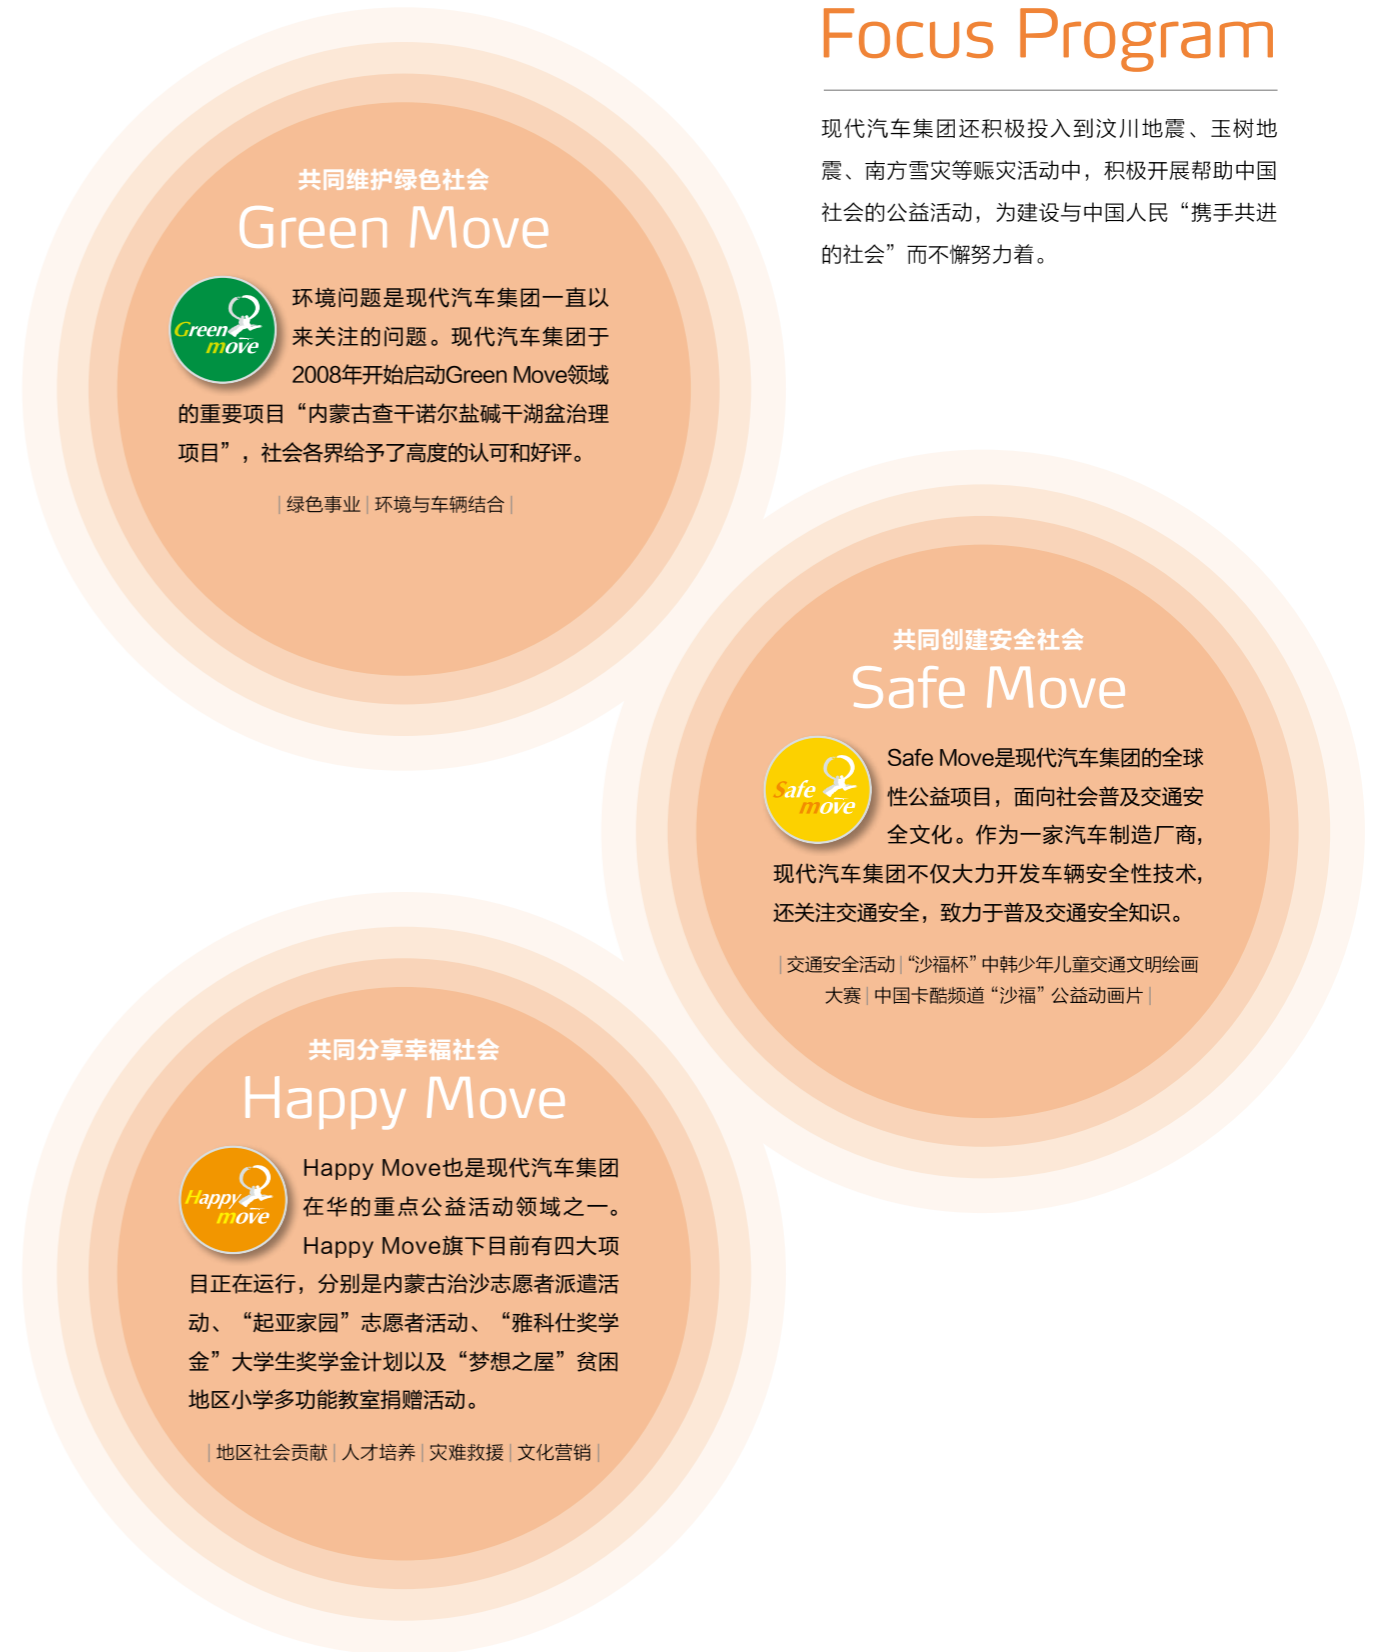 Focus Program
现代汽车集团还积极投入到汶川地震、玉树地
震、南方雪灾等赈灾活动中，积极开展帮助中国
社会的公益活动，为建设与中国人民“携手共进
的社会”而不懈努力着。
共同维护绿色社会
Green Move
Green
move
环境问题是现代汽车集团一直以
来关注的问题。现代汽车集团于
2008年开始启动Green Move领域
的重要项目“内蒙古查干诺尔盐碱干湖盆治理
项目”，社会各界给予了高度的认可和好评。
|绿色事业|环境与车辆结合|
共同创建安全社会
Safe Move
Safe
move
Safe Move是现代汽车集团的全球
性公益项目，面向社会普及交通安
全文化。作为一家汽车制造厂商，
现代汽车集团不仅大力开发车辆安全性技术，
还关注交通安全，致力于普及交通安全知识。
|交通安全活动|“沙福杯”中韩少年儿童交通文明绘画
大赛|中国卡酷频道“沙福”公益动画片|
共同分享幸福社会
Happy Move
Happy
move
Happy Move也是现代汽车集团
在华的重点公益活动领域之一。
Happy Move旗下目前有四大项
目正在运行，分别是内蒙古治沙志愿者派遣活
动、“起亚家园”志愿者活动、“雅科仕奖学
金”大学生奖学金计划以及“梦想之屋”贫困
地区小学多功能教室捐赠活动。
|地区社会贡献|人才培养|灾难救援|文化营销|